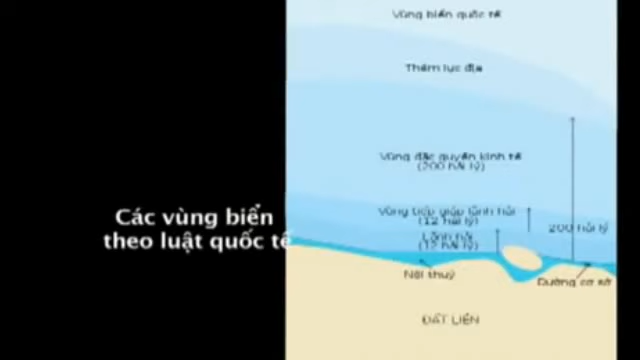 Vùng biển quốc tế
Thềm lục địa
Vùng đặc quyền kinh tế
(200 hải lý)
Các vùng biển
theo luật quốc tế
Vùng tiếp giáp lãnh hải
(12 hải lý)
200 hải lý
Lãnh hải
(12 hải lý)
Nội thuỷ
Đường cơ sở
ĐẤT LIỀN